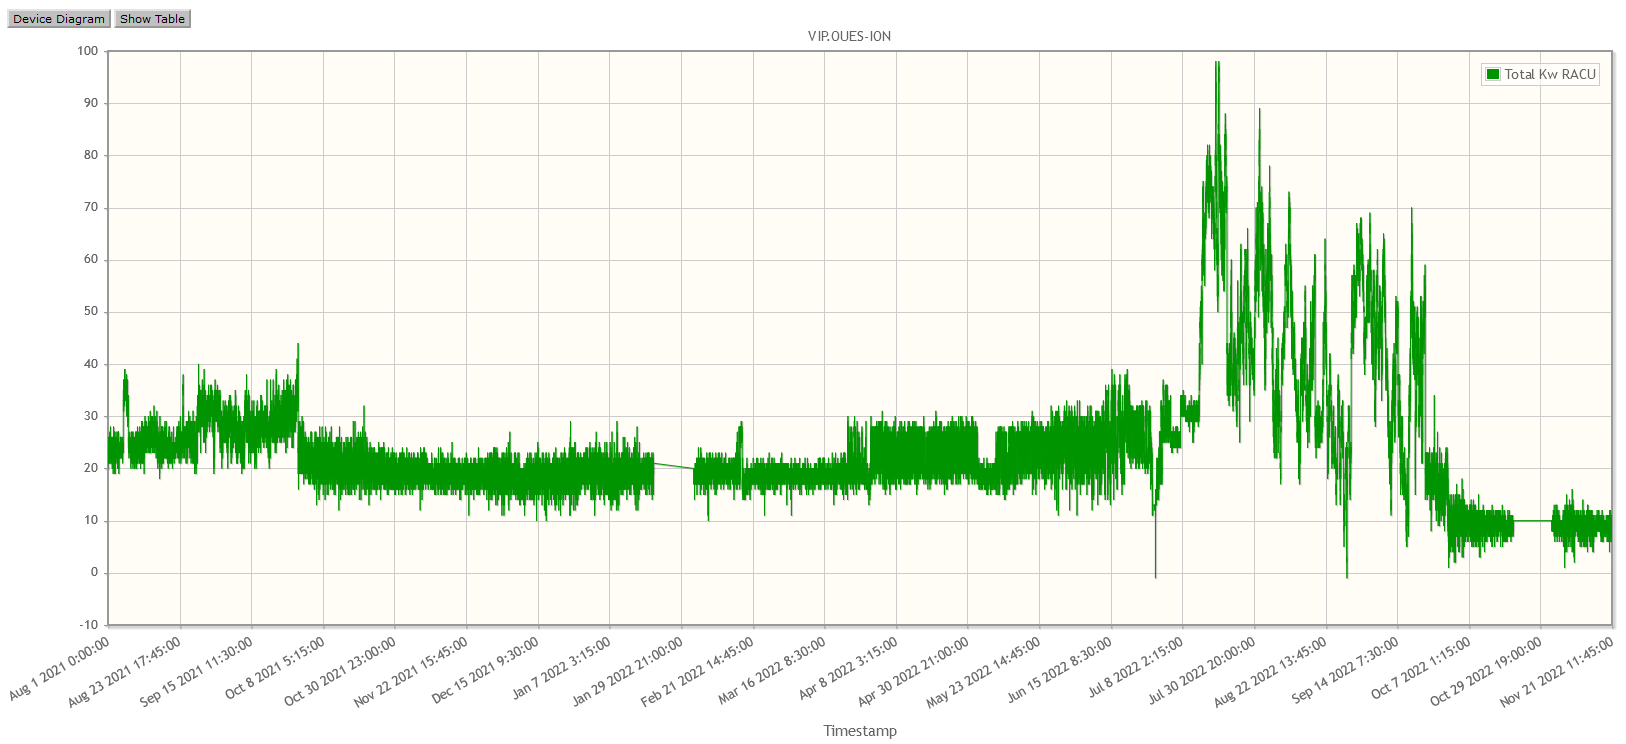 Device Diagram Show Table
VIP.OUES-ION
Total Kw RACU
100
90
80
70
60
50
40
30
20
10
0
-10
Aug 1 2021 0:00:00
Aug 23 2021 17:45:00
Sep 15 2021 11:30:00
Oct 8 2021 5:15:00
Oct 30 2021 23:00:00
Nov 22 2021 15:45:00
Dec 15 2021 9:30:00
Jan 7 2022 3:15:00
Jan 29 2022 21:00:00
Feb 21 2022 14:45:00
Mar 16 2022 8:30:00
Apr 8 2022 3:15:00
Apr 30 2022 21:00:00
May 23 2022 14:45:00
Jun 15 2022 8:30:00
Jul 8 2022 2:15:00
Jul 30 2022 20:00:00
Aug 22 2022 13:45:00
Sep 14 2022 7:30:00
Oct 7 2022 1:15:00
Oct 29 2022 19:00:00
Nov 21 2022 11:45:00
Timestamp